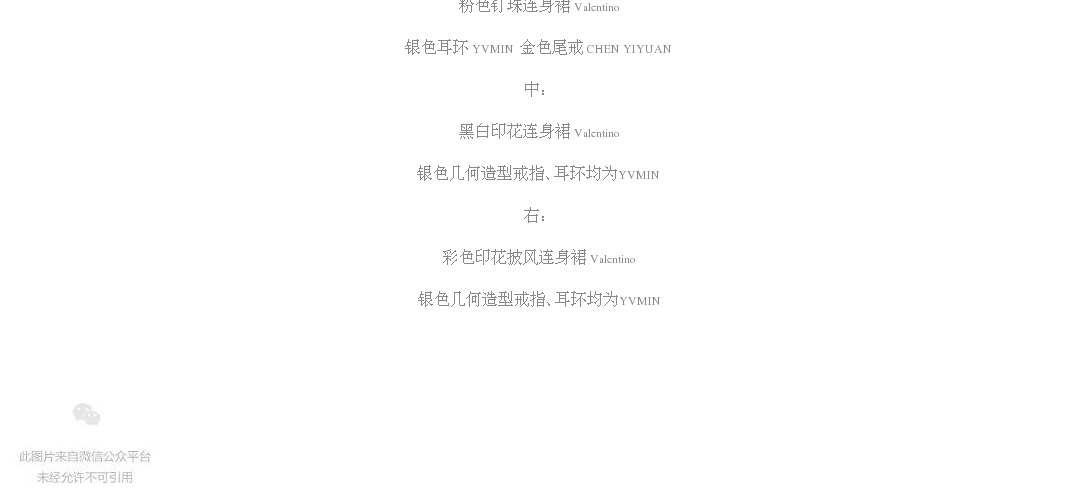 粉色钉珠连身裙 Valentino
银色耳环 YVMIN 金色尾戒 CHEN YIYUAN
中：
黑白印花连身裙 Valentino
银色几何造型戒指、耳环均为YVMIN
右：
彩色印花披风连身裙 Valentino
银色几何造型戒指、耳环均为YVMIN
此图片来自微信公众平台
未经允许不可引用